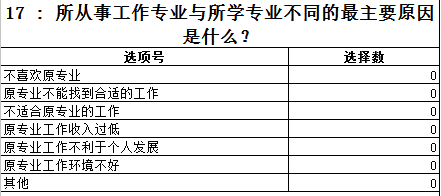 17 : 所从事工作专业与所学专业不同的最主要原因
是什么?
选项号 选择数
不喜欢原专业 0
原专业不能找到合适的工作 0
不适合原专业的工作 0
原专业工作收入过低 0
原专业工作不利于个人发展 0
原专业工作环境不好 0
其他 0